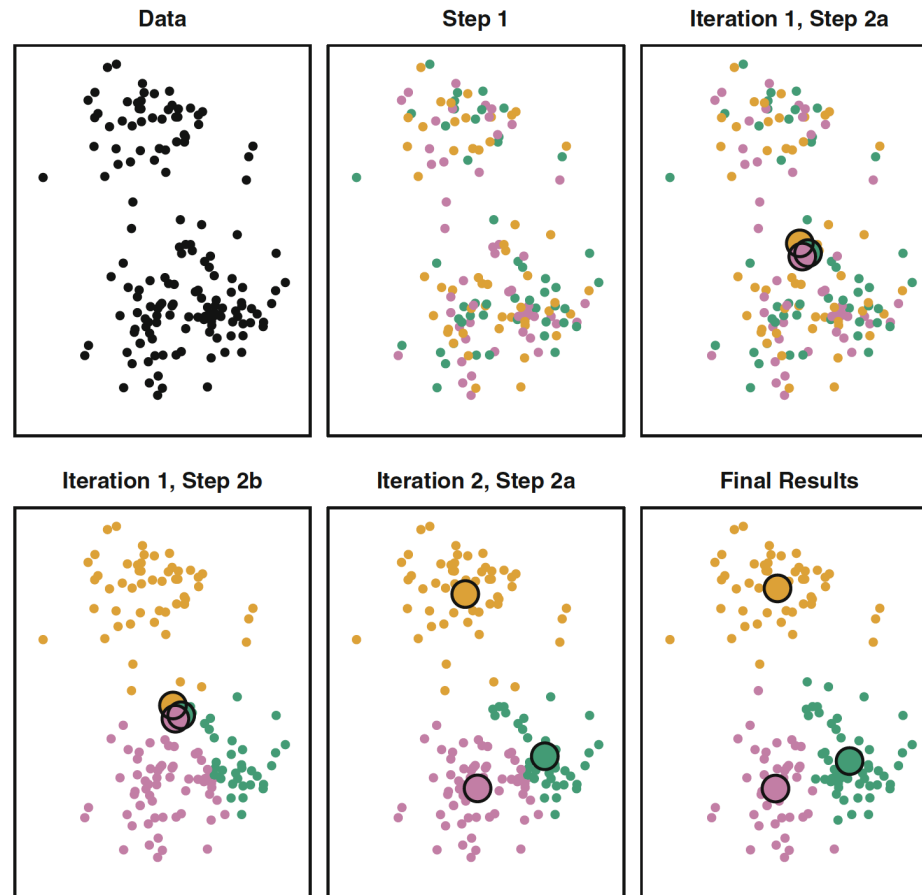 Data
Step 1
Iteration 1, Step 2a
Iteration 1, Step 2b
Iteration 2, Step 2a
Final Results